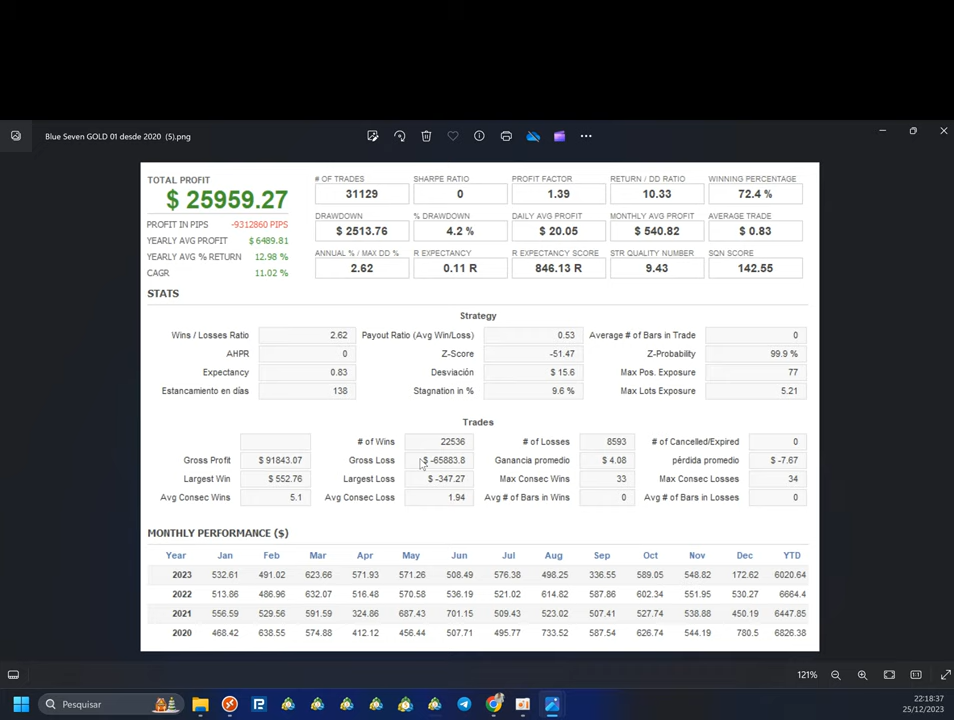 Blue Seven GOLD 01 desde 2020 (5).png
TOTAL PROFIT
$ 25959.27
PROFIT IN PIPS -9312860 PIPS
YEARLY AVG PROFIT $ 6489.81
YEARLY AVG % RETURN 12.98 %
CAGR 11.02 %
# OF TRADES SHARPE RATIO PROFIT FACTOR RETURN / DD RATIO WINNING PERCENTAGE
31129 0 1.39 10.33 72.4 %
DRAWDOWN % DRAWDOWN DAILY AVG PROFIT MONTHLY AVG PROFIT AVERAGE TRADE
$ 2513.76 4.2 % $ 20.05 $ 540.82 $ 0.83
ANNUAL % / MAX DD % R EXPECTANCY R EXPECTANCY SCORE STR QUALITY NUMBER SQN SCORE
2.62 0.11 R 846.13 R 9.43 142.55
STATS
Strategy
Wins / Losses Ratio 2.62 Payout Ratio (Avg Win/Loss) 0.53 Average # of Bars in Trade 0
AHPR 0 Z-Score -51.47 Z-Probability 99.9 %
Expectancy 0.83 Desviación $ 15.6 Max Pos. Exposure 77
Estancamiento en días 138 Stagnation in % 9.6 % Max Lots Exposure 5.21
Trades
# of Wins 22536 # of Losses 8593 # of Cancelled/Expired 0
Gross Profit $ 91843.07 Gross Loss $ -65883.8 Ganancia promedio $ 4.08 pérdida promedio $ -7.67
Largest Win $ 552.76 Largest Loss $ -347.27 Max Consec Wins 33 Max Consec Losses 34
Avg Consec Wins 5.1 Avg Consec Loss 1.94 Avg # of Bars in Wins 0 Avg # of Bars in Losses 0
MONTHLY PERFORMANCE ($)
Year Jan Feb Mar Apr May Jun Jul Aug Sep Oct Nov Dec YTD
2023 532.61 491.02 623.66 571.93 571.26 508.49 576.38 498.25 336.55 589.05 548.82 172.62 6020.64
2022 513.86 486.96 632.07 516.48 570.58 536.19 521.02 614.82 587.86 602.34 551.95 530.27 6664.4
2021 556.59 529.56 591.59 324.86 687.43 701.15 509.43 523.02 507.41 527.74 538.88 450.19 6447.85
2020 468.42 638.55 574.88 412.12 456.44 507.71 495.77 733.52 587.54 626.74 544.19 780.5 6826.38
121%
Pesquisar
22:18:37
25/12/2023